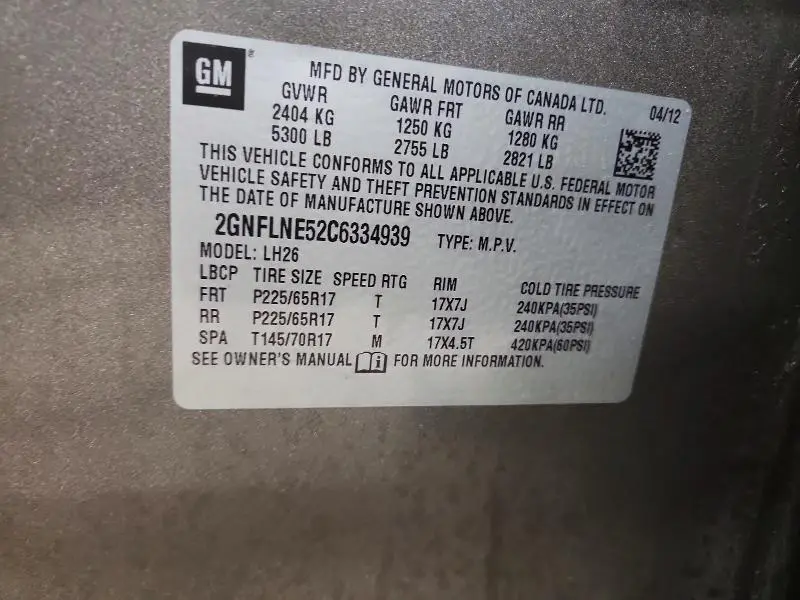 GM
MFD BY GENERAL MOTORS OF CANADA LTD. 04/12
GVWR GAWR FRT GAWR RR
2404 KG 1250 KG 1280 KG
5300 LB 2755 LB 2821 LB
THIS VEHICLE CONFORMS TO ALL APPLICABLE U.S. FEDERAL MOTOR
VEHICLE SAFETY AND THEFT PREVENTION STANDARDS IN EFFECT ON
THE DATE OF MANUFACTURE SHOWN ABOVE.
2GNFLNE52C6334939 TYPE: M.P.V.
MODEL: LH26
LBCP TIRE SIZE SPEED RTG RIM COLD TIRE PRESSURE
FRT P225/65R17 T 17X7J 240KPA(35PSI)
RR P225/65R17 T 17X7J 240KPA(35PSI)
SPA T145/70R17 M 17X4.5T 420KPA(60PSI)
SEE OWNER'S MANUAL FOR MORE INFORMATION.